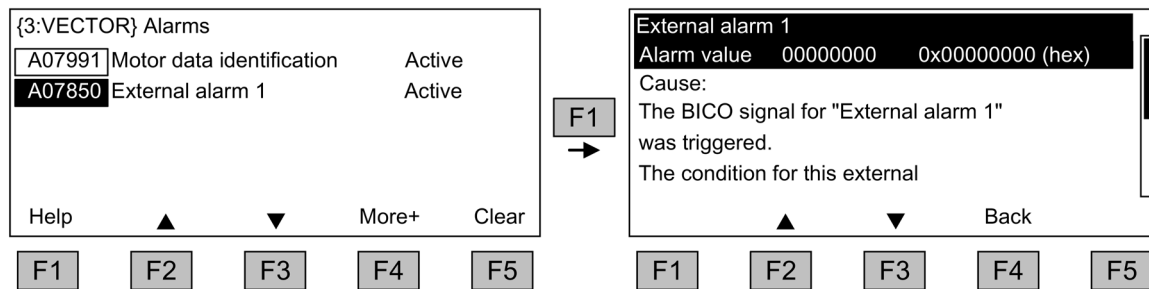 {3:VECTOR} Alarms
A07991 Motor data identification Active
A07850 External alarm 1 Active
Help ▲ ▼ More+ Clear
F1 F2 F3 F4 F5
F1
External alarm 1
Alarm value 00000000 0x00000000 (hex)
Cause:
The BICO signal for "External alarm 1"
was triggered.
The condition for this external
▲ ▼ Back
F1 F2 F3 F4 F5